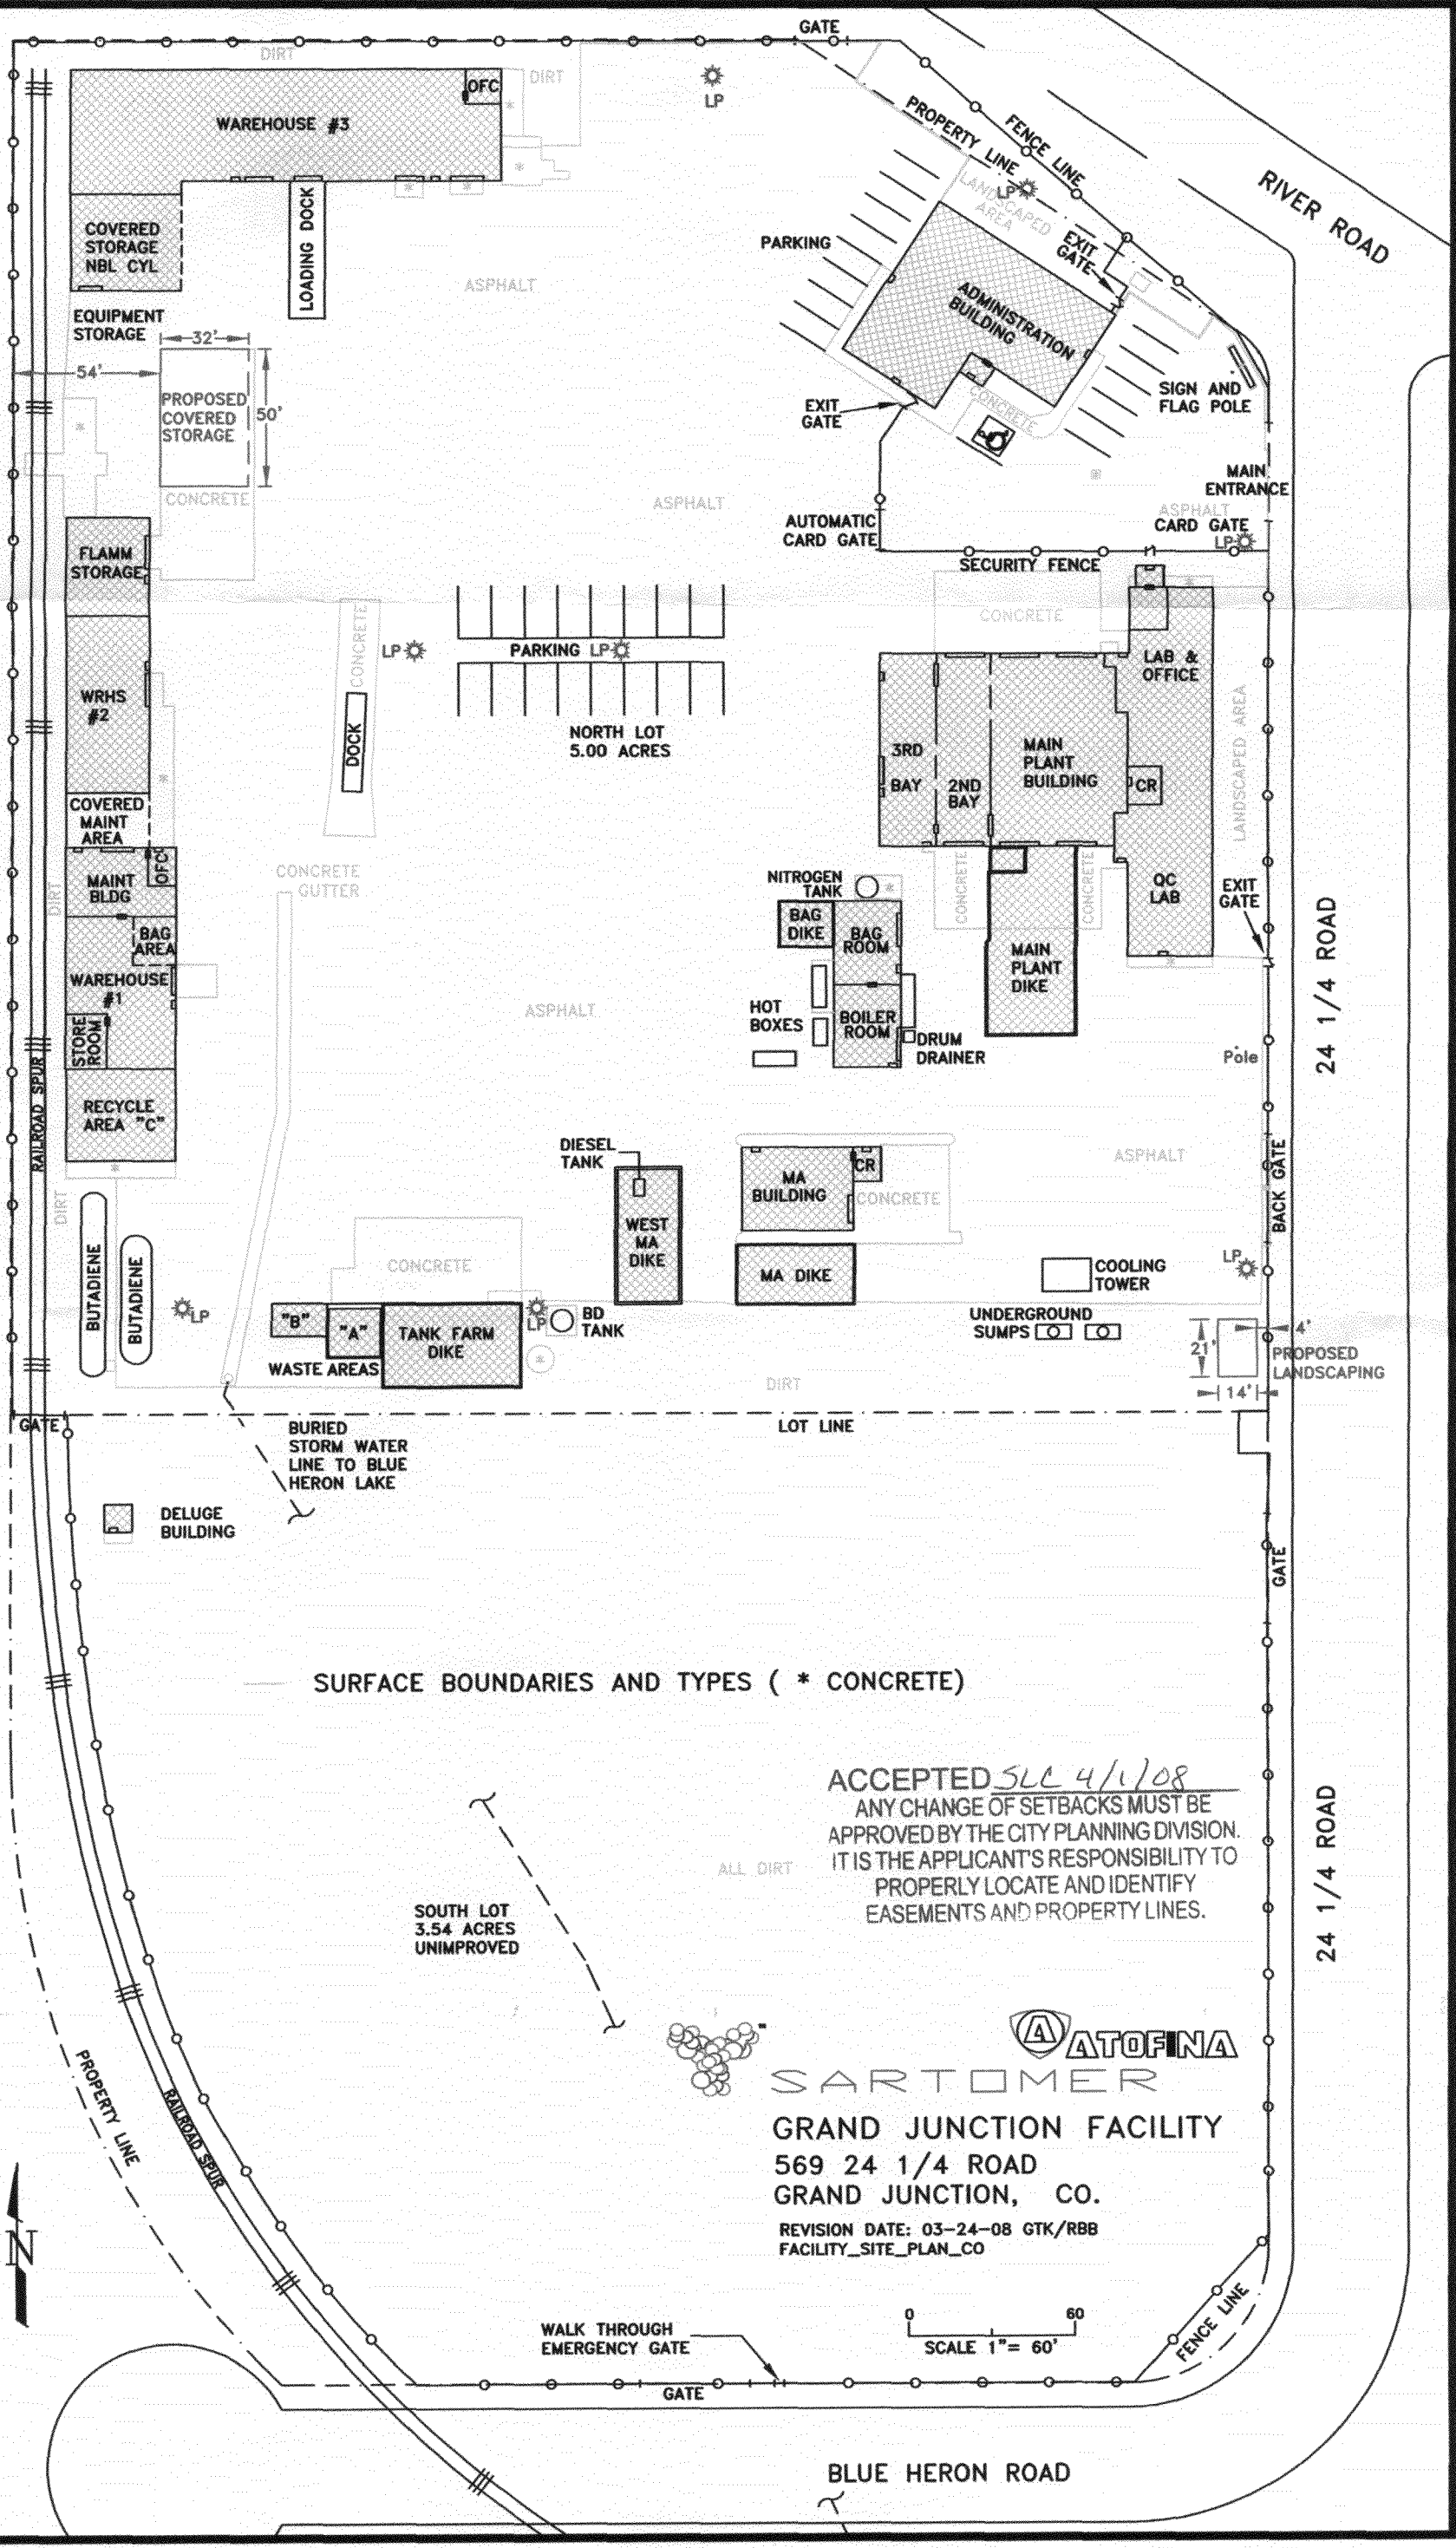 GATE
DIRT
OFC
DIRT
WAREHOUSE #3
LP
PROPERTY LINE
FENCE LINE
RIVER ROAD
LP
LANDSCAPED
AREA
EXIT
GATE
COVERED
STORAGE
NBL CYL
LOADING DOCK
PARKING
ASPHALT
ADMINISTRATION
BUILDING
EQUIPMENT
STORAGE
32'
54'
50'
PROPOSED
COVERED
STORAGE
CONCRETE
EXIT
GATE
CONCRETE
SIGN AND
FLAG POLE
MAIN
ENTRANCE
ASPHALT
ASPHALT
AUTOMATIC
CARD GATE
CARD GATE
LP
SECURITY FENCE
FLAMM
STORAGE
CONCRETE
CONCRETE
LP
PARKING LP
LAB &
OFFICE
WRHS
#2
DOCK
NORTH LOT
5.00 ACRES
3RD
BAY
2ND
BAY
MAIN
PLANT
BUILDING
CR
LANDSCAPED AREA
COVERED
MAINT
AREA
OFC
MAINT
BLDG
DIRT
CONCRETE
GUTTER
NITROGEN
TANK
CONCRETE
CONCRETE
QC
LAB
EXIT
GATE
BAG
DIKE
BAG
ROOM
BAG
AREA
MAIN
PLANT
DIKE
24 1/4 ROAD
WAREHOUSE
#1
STORE
ROOM
ASPHALT
HOT
BOXES
BOILER
ROOM
DRUM
DRAINER
Pole
RAILROAD SPUR
RECYCLE
AREA "C"
DIESEL
TANK
MA
BUILDING
CR
CONCRETE
ASPHALT
BACK GATE
DIRT
WEST
MA
DIKE
BUTADIENE
BUTADIENE
CONCRETE
MA DIKE
COOLING
TOWER
LP
LP
"B"
"A"
TANK FARM
DIKE
LP
BD
TANK
WASTE AREAS
UNDERGROUND
SUMPS
21'
4'
PROPOSED
LANDSCAPING
14'
DIRT
GATE
LOT LINE
BURIED
STORM WATER
LINE TO BLUE
HERON LAKE
DELUGE
BUILDING
GATE
SURFACE BOUNDARIES AND TYPES ( * CONCRETE)
ACCEPTED SLC 4/1/08
ANY CHANGE OF SETBACKS MUST BE
APPROVED BY THE CITY PLANNING DIVISION.
IT IS THE APPLICANT'S RESPONSIBILITY TO
PROPERLY LOCATE AND IDENTIFY
EASEMENTS AND PROPERTY LINES.
ALL DIRT
24 1/4 ROAD
SOUTH LOT
3.54 ACRES
UNIMPROVED
A ATOFINA
SARTOMER
GRAND JUNCTION FACILITY
569 24 1/4 ROAD
GRAND JUNCTION, CO.
REVISION DATE: 03-24-08 GTK/RBB
FACILITY_SITE_PLAN_CO
PROPERTY LINE
RAILROAD SPUR
N
0 60
SCALE 1"= 60'
FENCE LINE
WALK THROUGH
EMERGENCY GATE
GATE
BLUE HERON ROAD